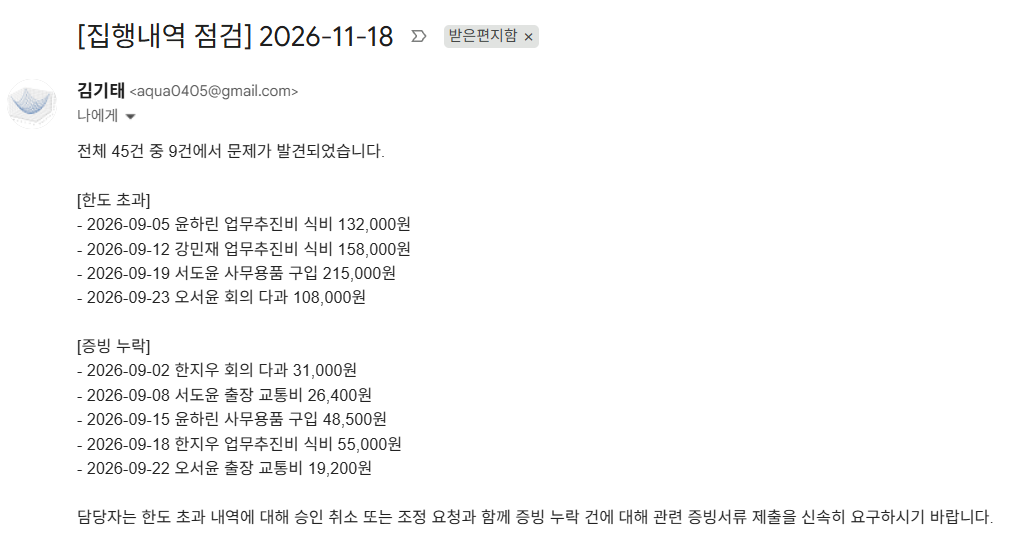 [집행내역 점검] 2026-11-18 받은편지함 ×
김기태 <aqua0405@gmail.com>
나에게
전체 45건 중 9건에서 문제가 발견되었습니다.
[한도 초과]
- 2026-09-05 윤하린 업무추진비 식비 132,000원
- 2026-09-12 강민재 업무추진비 식비 158,000원
- 2026-09-19 서도윤 사무용품 구입 215,000원
- 2026-09-23 오서윤 회의 다과 108,000원
[증빙 누락]
- 2026-09-02 한지우 회의 다과 31,000원
- 2026-09-08 서도윤 출장 교통비 26,400원
- 2026-09-15 윤하린 사무용품 구입 48,500원
- 2026-09-18 한지우 업무추진비 식비 55,000원
- 2026-09-22 오서윤 출장 교통비 19,200원
담당자는 한도 초과 내역에 대해 승인 취소 또는 조정 요청과 함께 증빙 누락 건에 대해 관련 증빙서류 제출을 신속히 요구하시기 바랍니다.